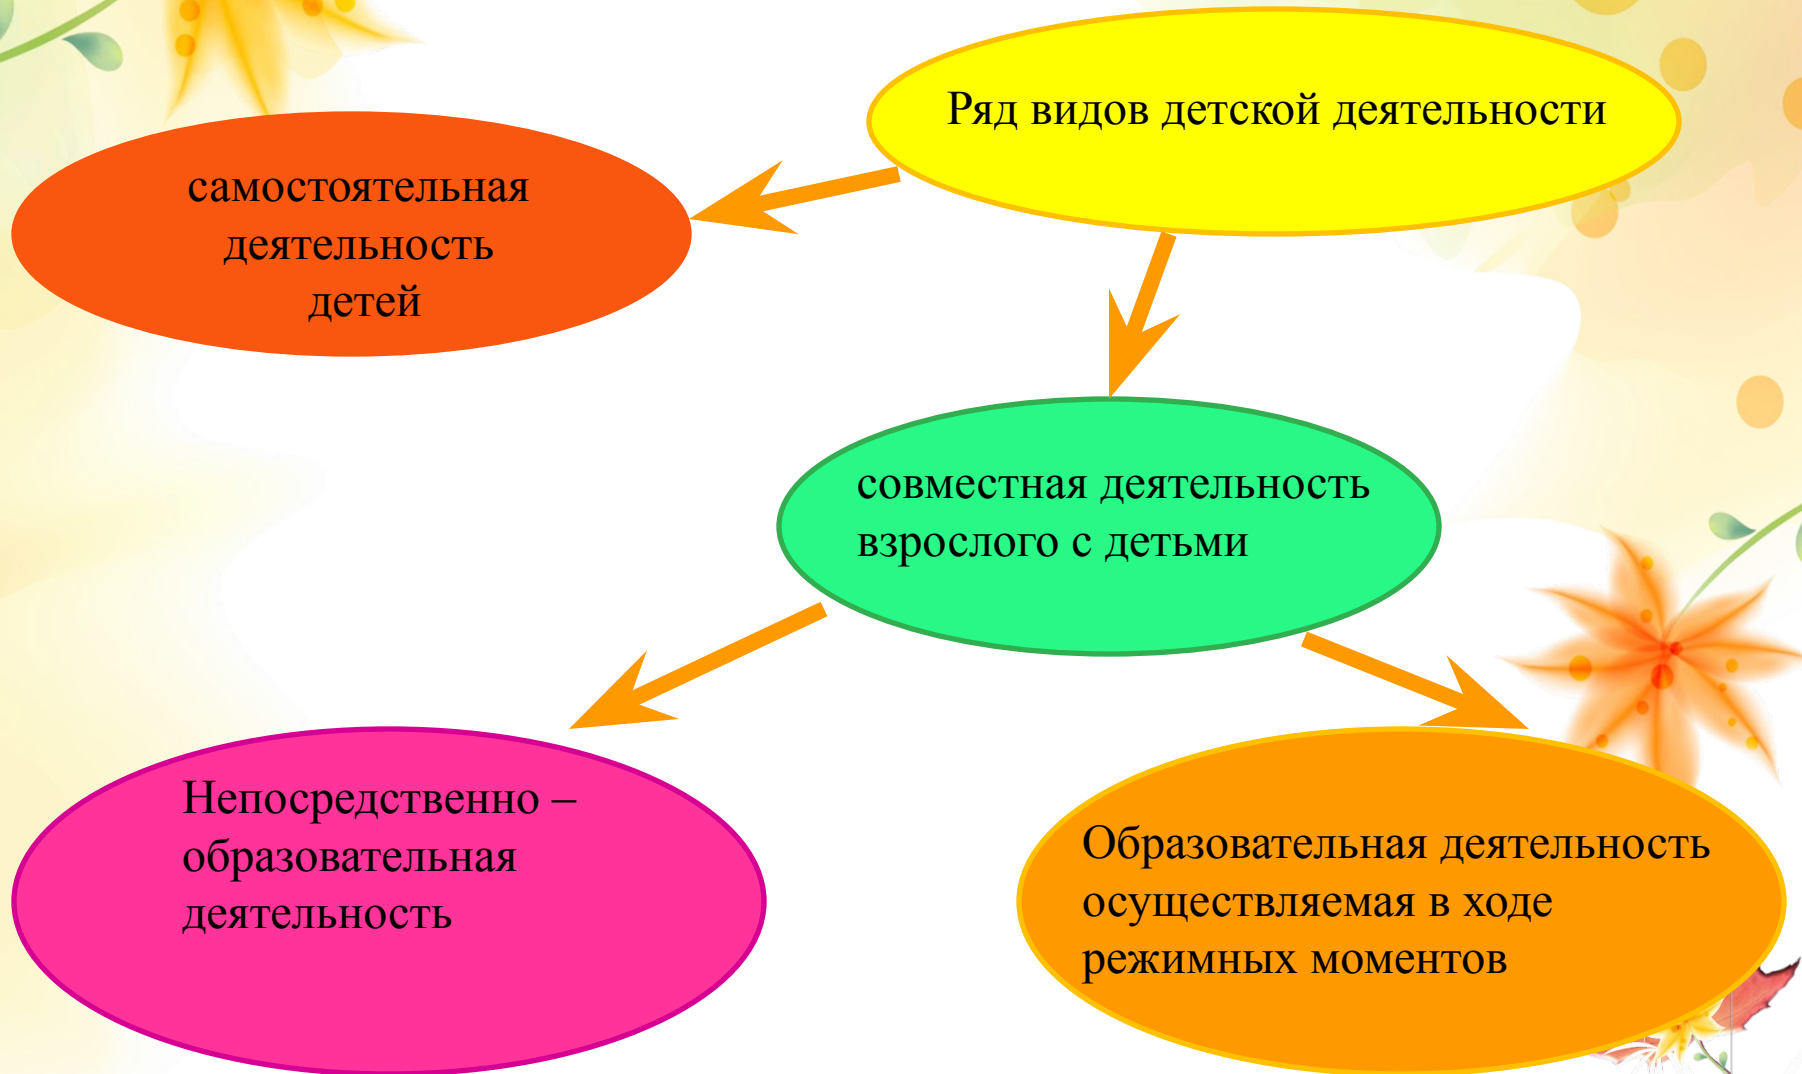 Ряд видов детской деятельности
самостоятельная
деятельность
детей
совместная деятельность
взрослого с детьми
Непосредственно –
образовательная
деятельность
Образовательная деятельность
осуществляемая в ходе
режимных моментов